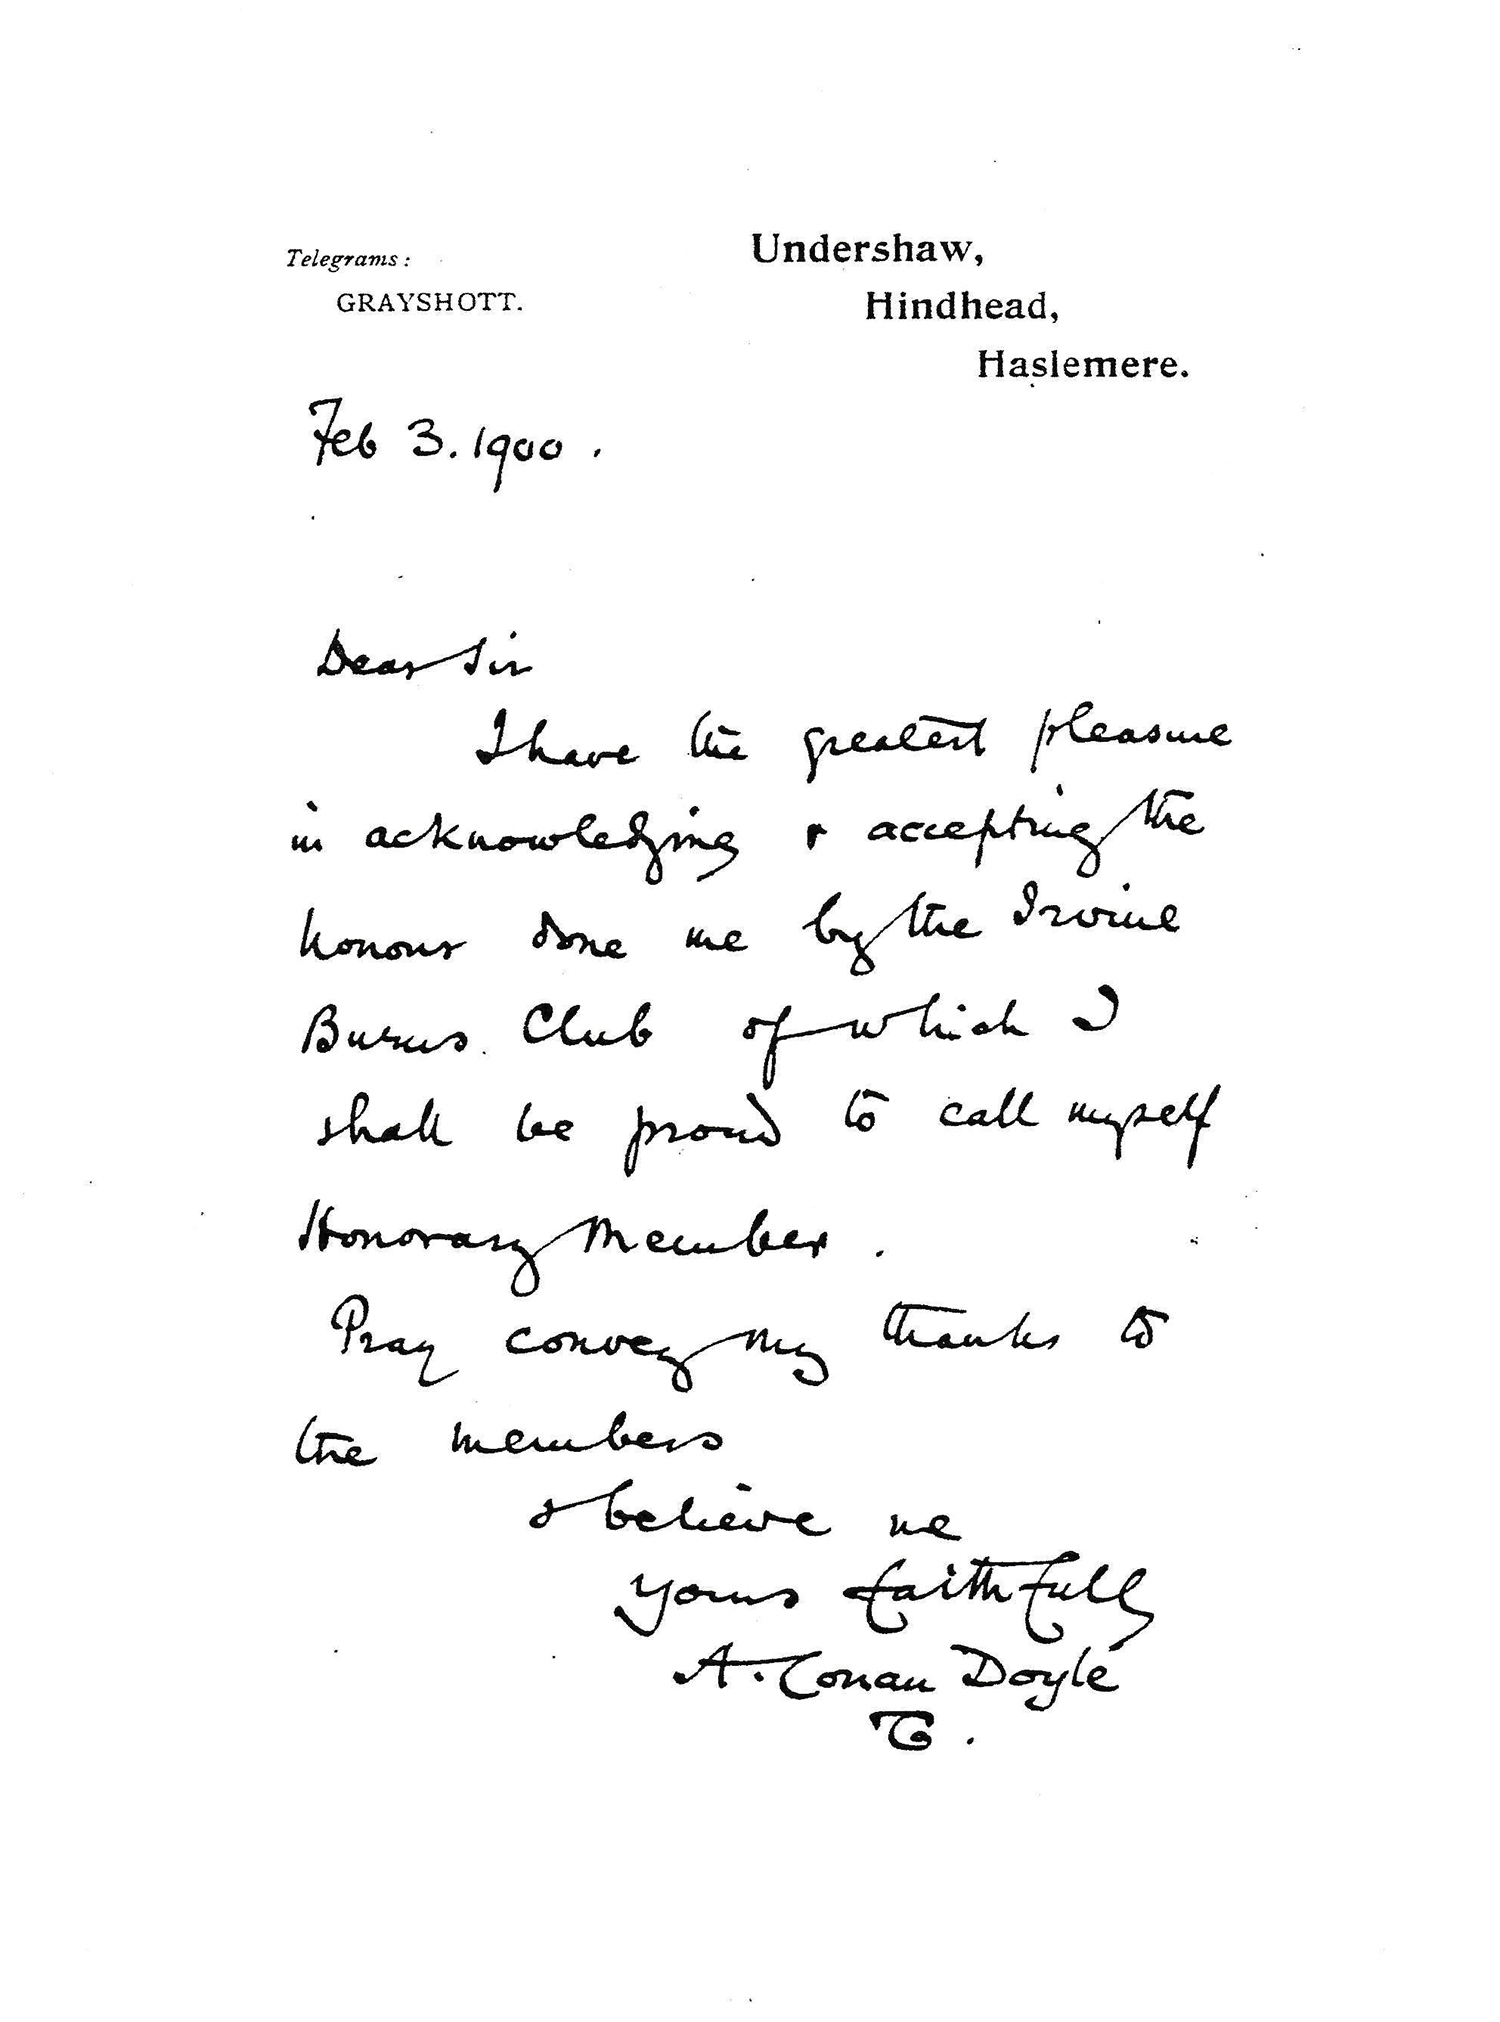 Telegrams:
GRAYSHOTT.
Undershaw,
Hindhead,
Haslemere.
Feb 3. 1900.
Dear Sir
I have the greatest pleasure
in acknowledging & accepting the
honour done me by the Irvine
Burns Club of which I
shall be proud to call myself
Honorary Member.
Pray convey my thanks to
the members
& believe me
yours faithfully
A. Conan Doyle